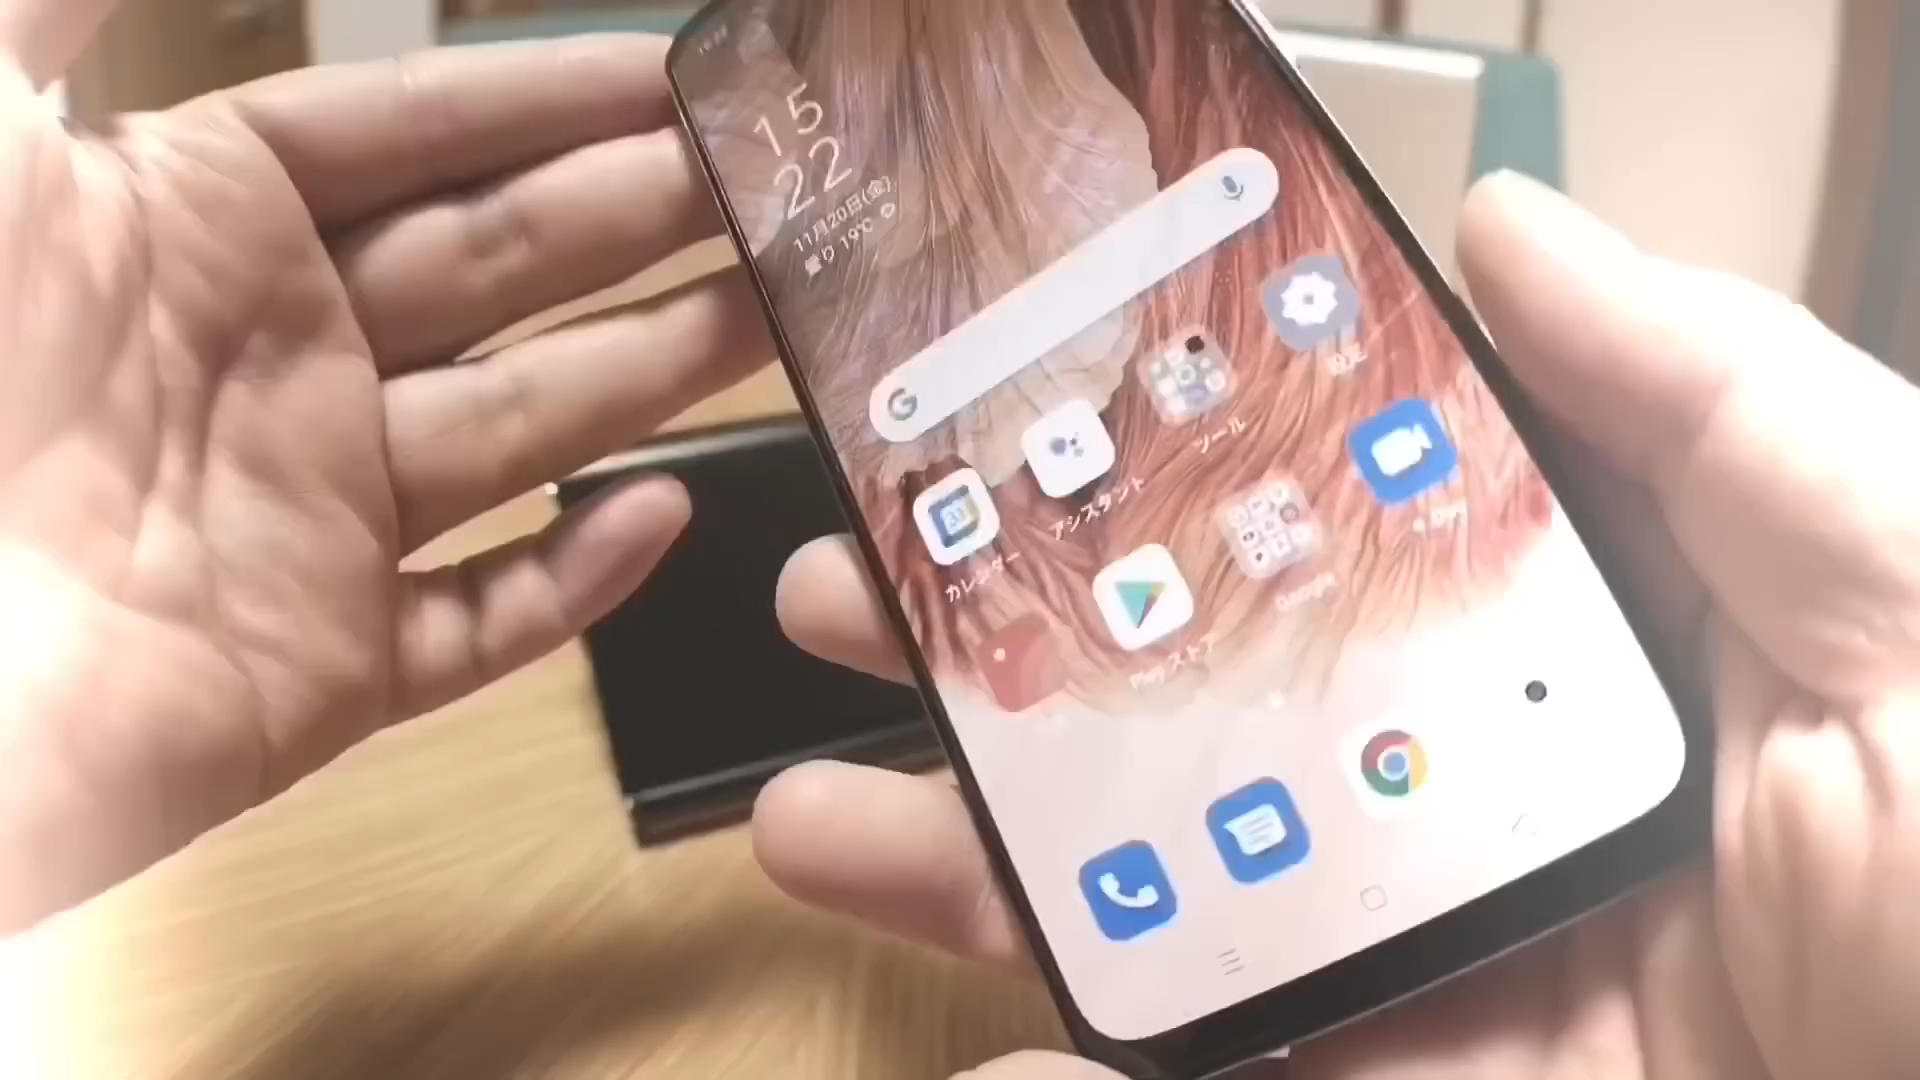 15
22
11月20日(金)
曇り 19℃
G
設定
ツール
アシスタント
カレンダー
31
Google
Play ストア